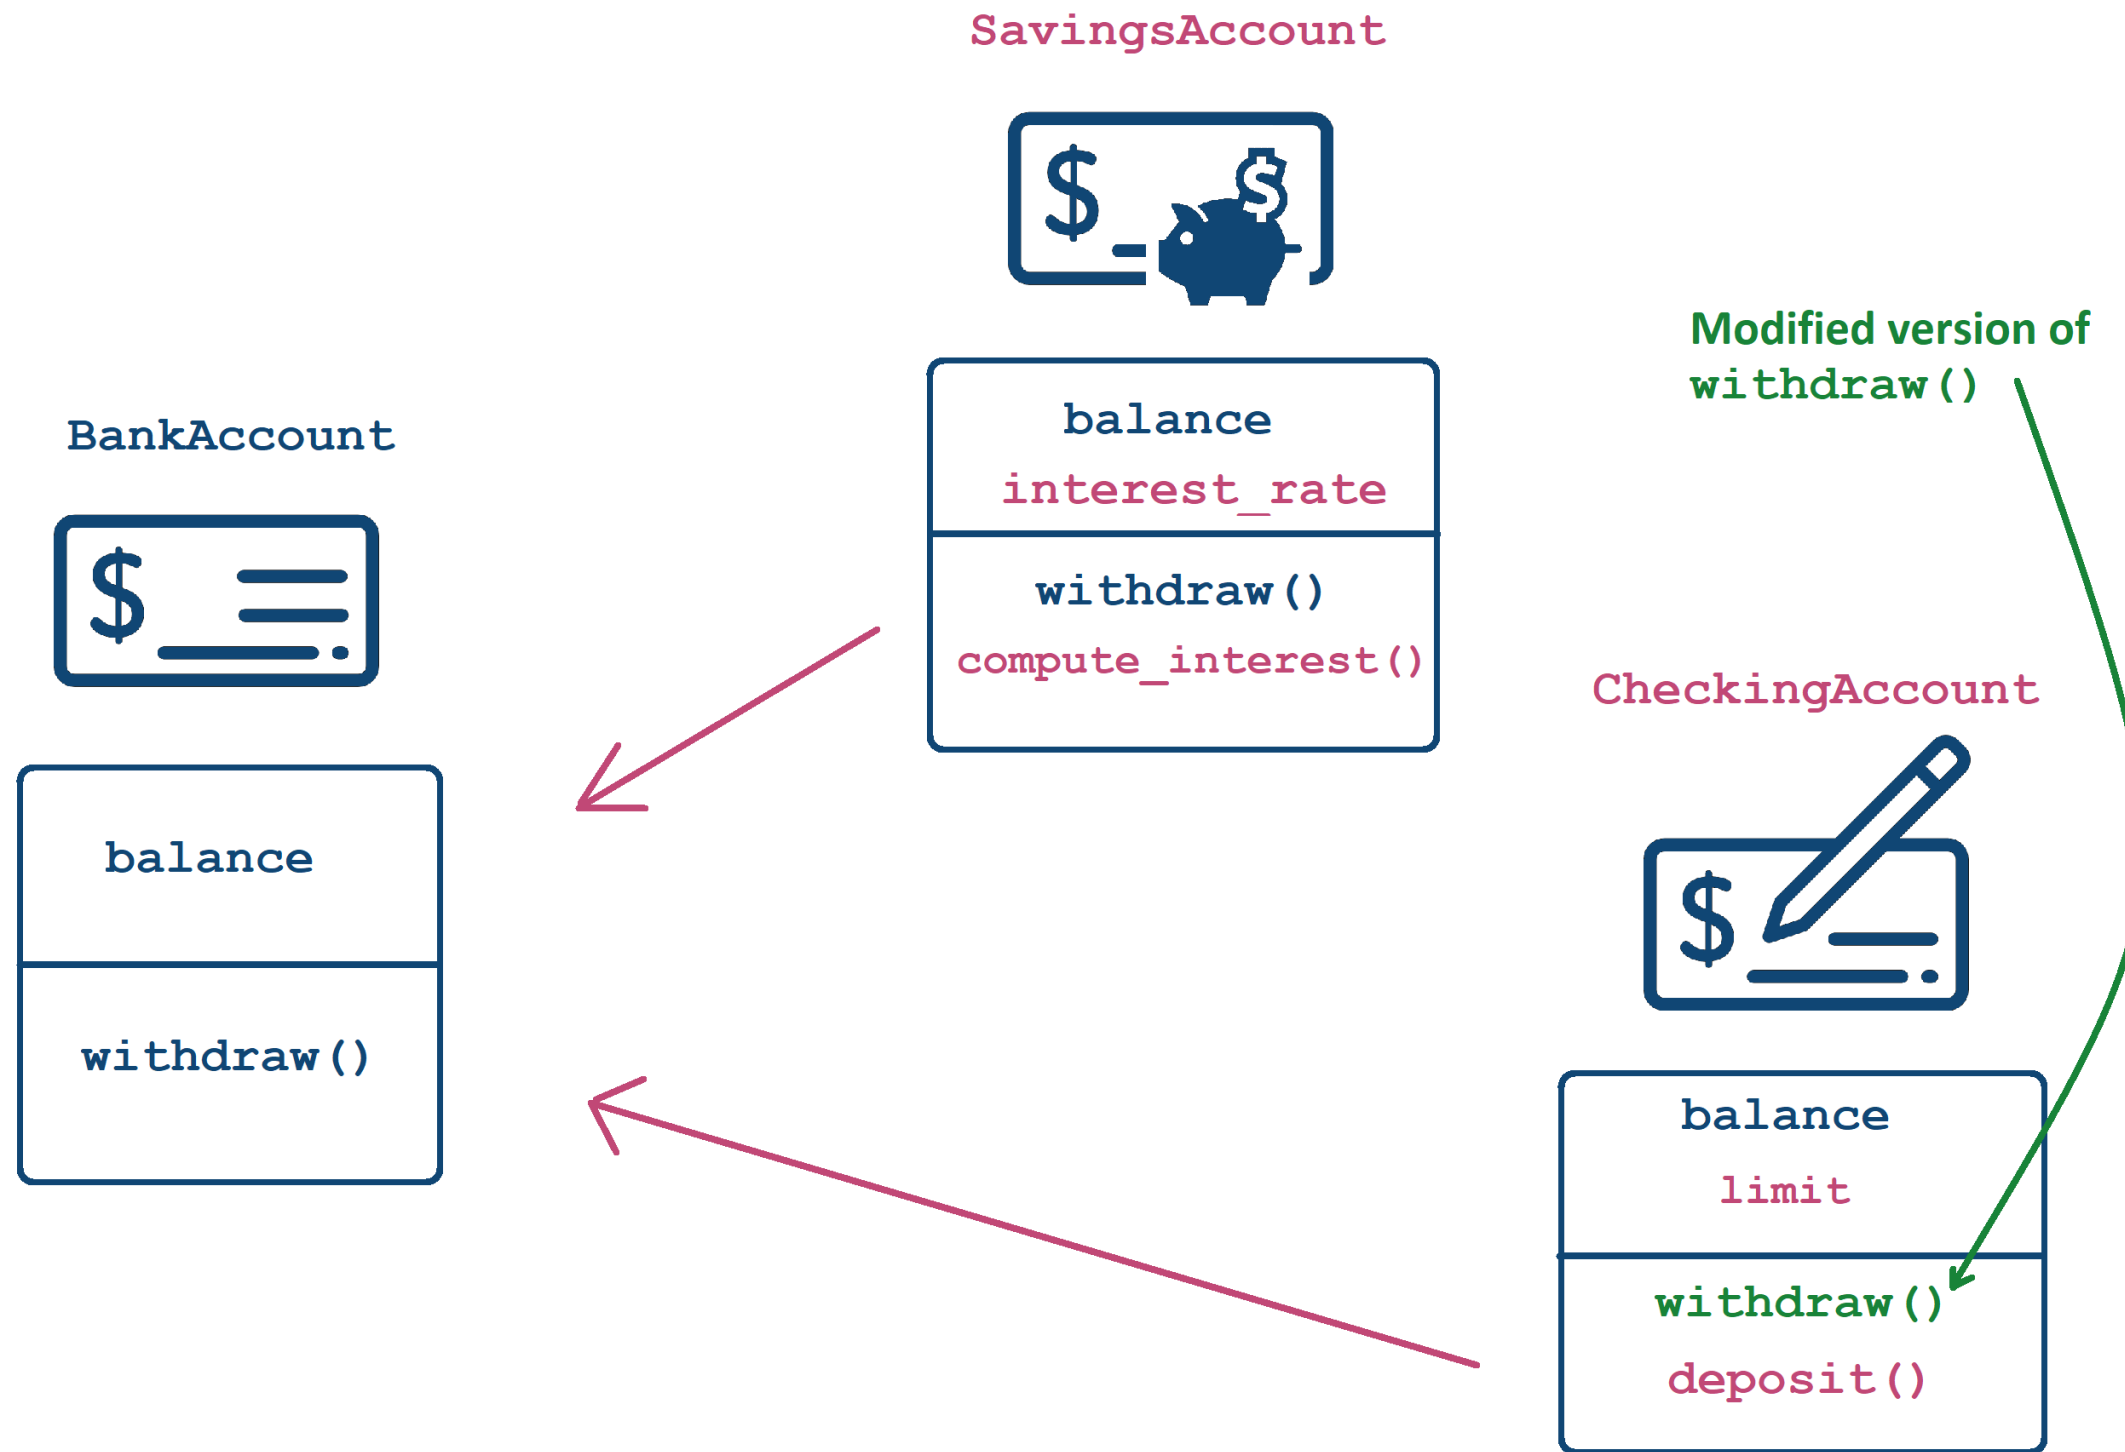 SavingsAccount
$
$
balance
interest_rate
withdraw()
compute_interest()
Modified version of
withdraw()
BankAccount
$
balance
withdraw()
CheckingAccount
$
balance
limit
withdraw()
deposit()